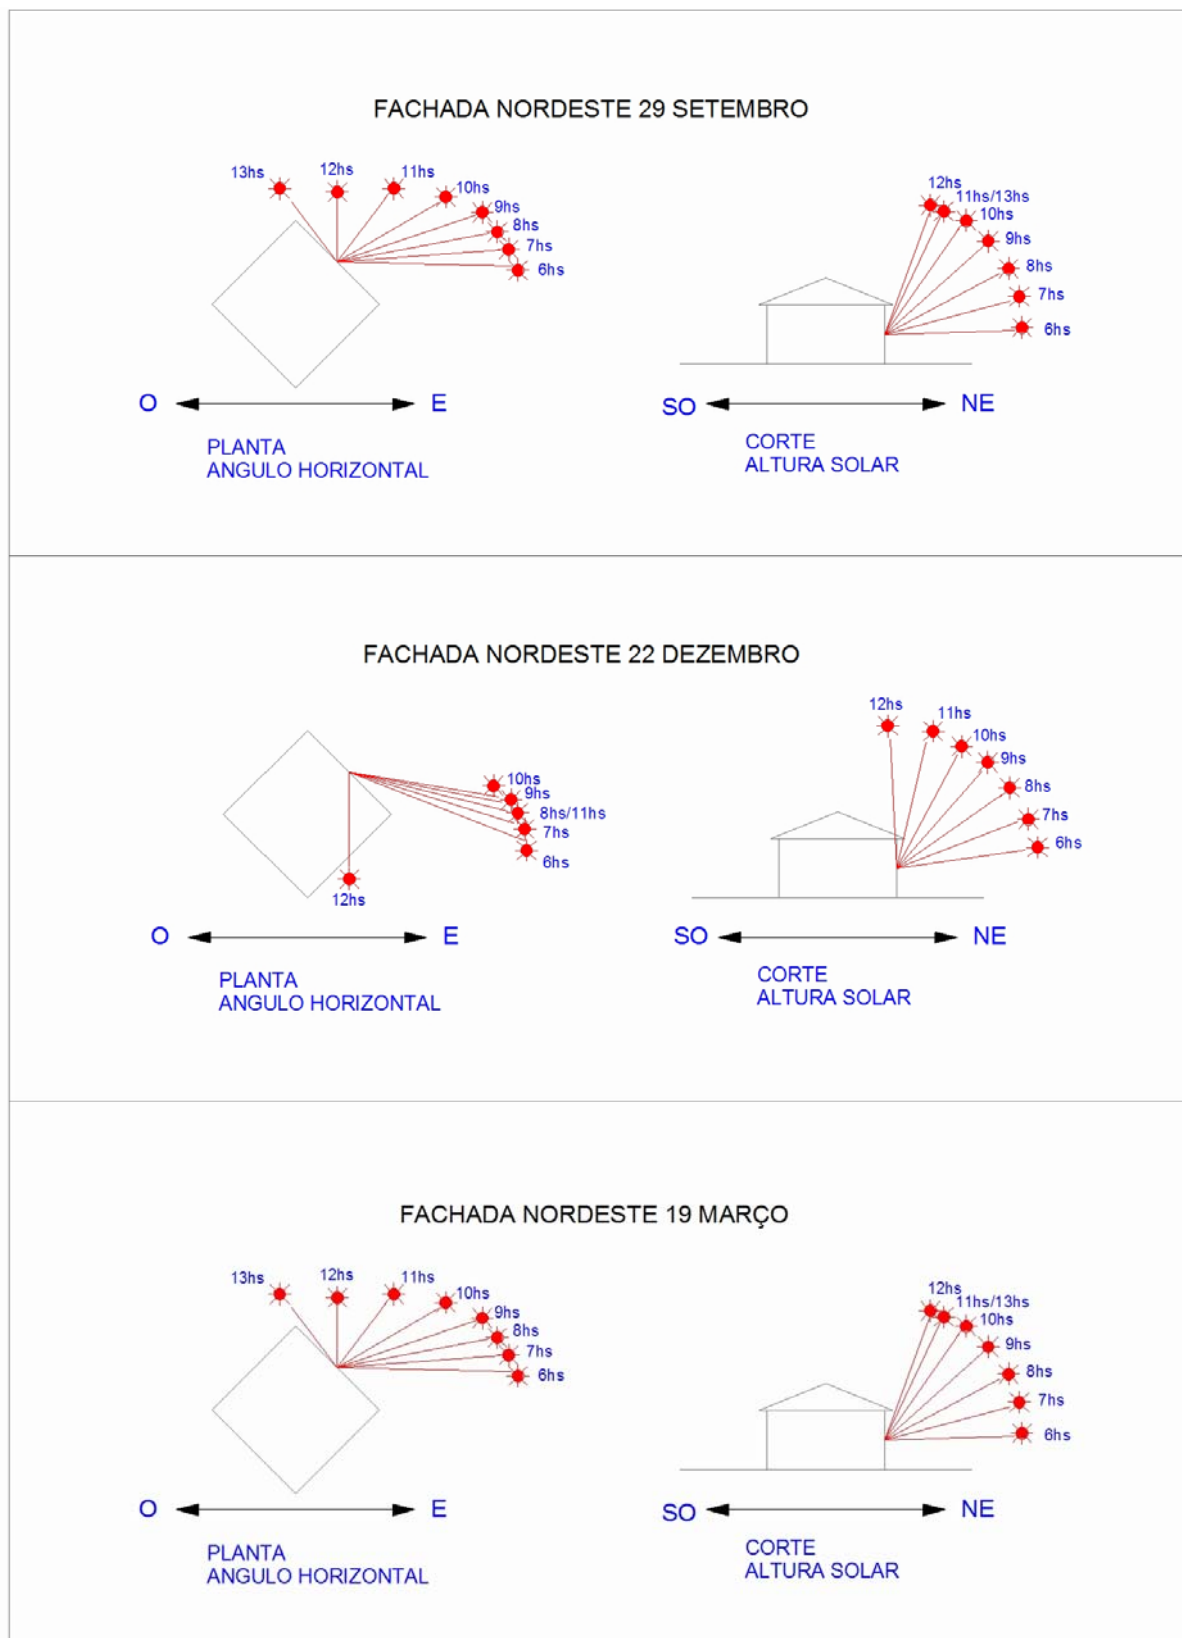 FACHADA NORDESTE 29 SETEMBRO
13hs
12hs
11hs
10hs
9hs
8hs
7hs
6hs
O
E
PLANTA
ANGULO HORIZONTAL
12hs
11hs/13hs
10hs
9hs
8hs
7hs
6hs
SO
NE
CORTE
ALTURA SOLAR
FACHADA NORDESTE 22 DEZEMBRO
10hs
9hs
8hs/11hs
7hs
6hs
12hs
O
E
PLANTA
ANGULO HORIZONTAL
12hs
11hs
10hs
9hs
8hs
7hs
6hs
SO
NE
CORTE
ALTURA SOLAR
FACHADA NORDESTE 19 MARÇO
13hs
12hs
11hs
10hs
9hs
8hs
7hs
6hs
O
E
PLANTA
ANGULO HORIZONTAL
12hs
11hs/13hs
10hs
9hs
8hs
7hs
6hs
SO
NE
CORTE
ALTURA SOLAR